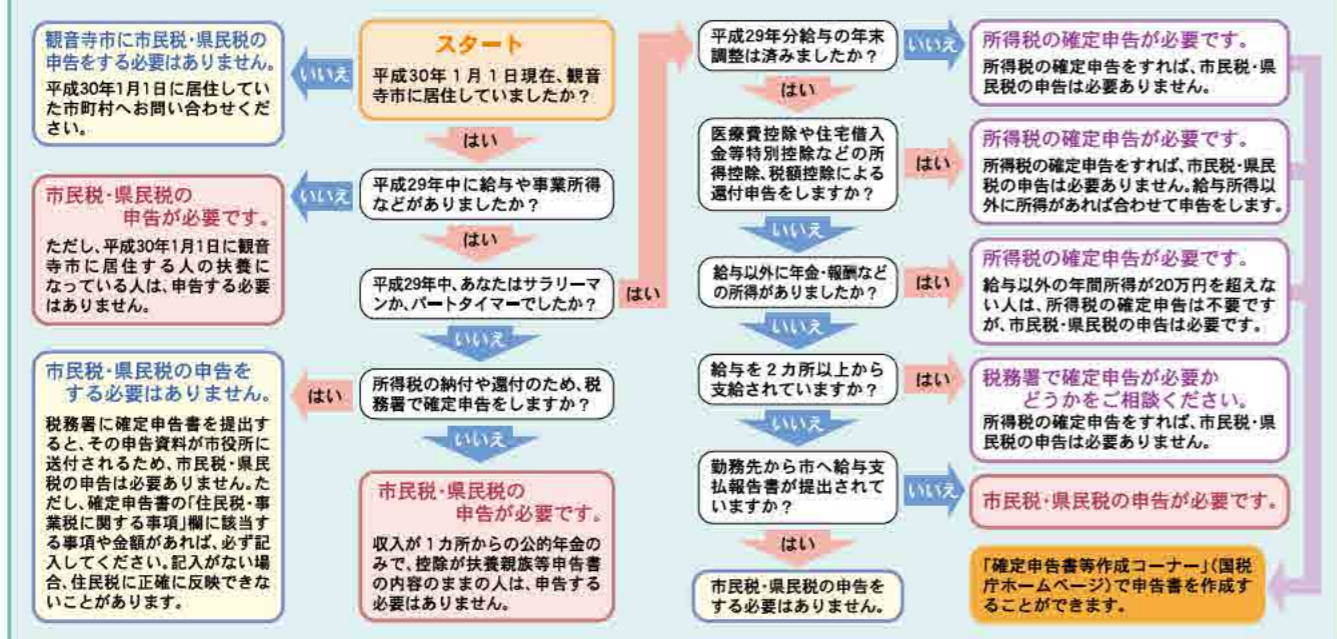 スタート
平成30年1月1日現在、観音
寺市に居住していましたか?
いいえ
観音寺市に市民税・県民税の
申告をする必要はありません。
平成30年1月1日に居住してい
た市町村へお問い合わせくだ
さい。
はい
平成29年中に給与や事業所得
などがありましたか?
いいえ
市民税・県民税の
申告が必要です。
ただし、平成30年1月1日に観音
寺市に居住する人の扶養に
なっている人は、申告する必要
はありません。
はい
平成29年中、あなたはサラリーマ
ンか、パートタイマーでしたか?
はい
いいえ
所得税の納付や還付のため、税
務署で確定申告をしますか?
はい
市民税・県民税の申告を
する必要はありません。
税務署に確定申告書を提出す
ると、その申告資料が市役所に
送付されるため、市民税・県民
税の申告は必要ありません。た
だし、確定申告書の「住民税・事
業税に関する事項」欄に該当す
る事項や金額があれば、必ず記
入してください。記入がない場
合、住民税に正確に反映できな
いことがあります。
いいえ
市民税・県民税の
申告が必要です。
収入が1カ所からの公的年金の
みで、控除が扶養親族等申告書
の内容のままの人は、申告する
必要はありません。
平成29年分給与の年末
調整は済みましたか?
いいえ
所得税の確定申告が必要です。
所得税の確定申告をすれば、市民税・県
民税の申告は必要ありません。
はい
医療費控除や住宅借入
金等特別控除などの所
得控除、税額控除による
還付申告をしますか?
はい
所得税の確定申告が必要です。
所得税の確定申告をすれば、市民税・県民
税の申告は必要ありません。給与所得以
外に所得があれば合わせて申告をします。
いいえ
給与以外に年金・報酬など
の所得がありましたか?
はい
所得税の確定申告が必要です。
給与以外の年間所得が20万円を超えな
い人は、所得税の確定申告は不要です
が、市民税・県民税の申告は必要です。
いいえ
給与を2カ所以上から
支給されていますか?
はい
税務署で確定申告が必要か
どうかをご相談ください。
所得税の確定申告をすれば、市民税・県
民税の申告は必要ありません。
いいえ
勤務先から市へ給与支
払報告書が提出されて
いますか?
いいえ
市民税・県民税の申告が必要です。
はい
市民税・県民税の申告を
する必要はありません。
「確定申告書等作成コーナー」(国税
庁ホームページ)で申告書を作成す
ることができます。